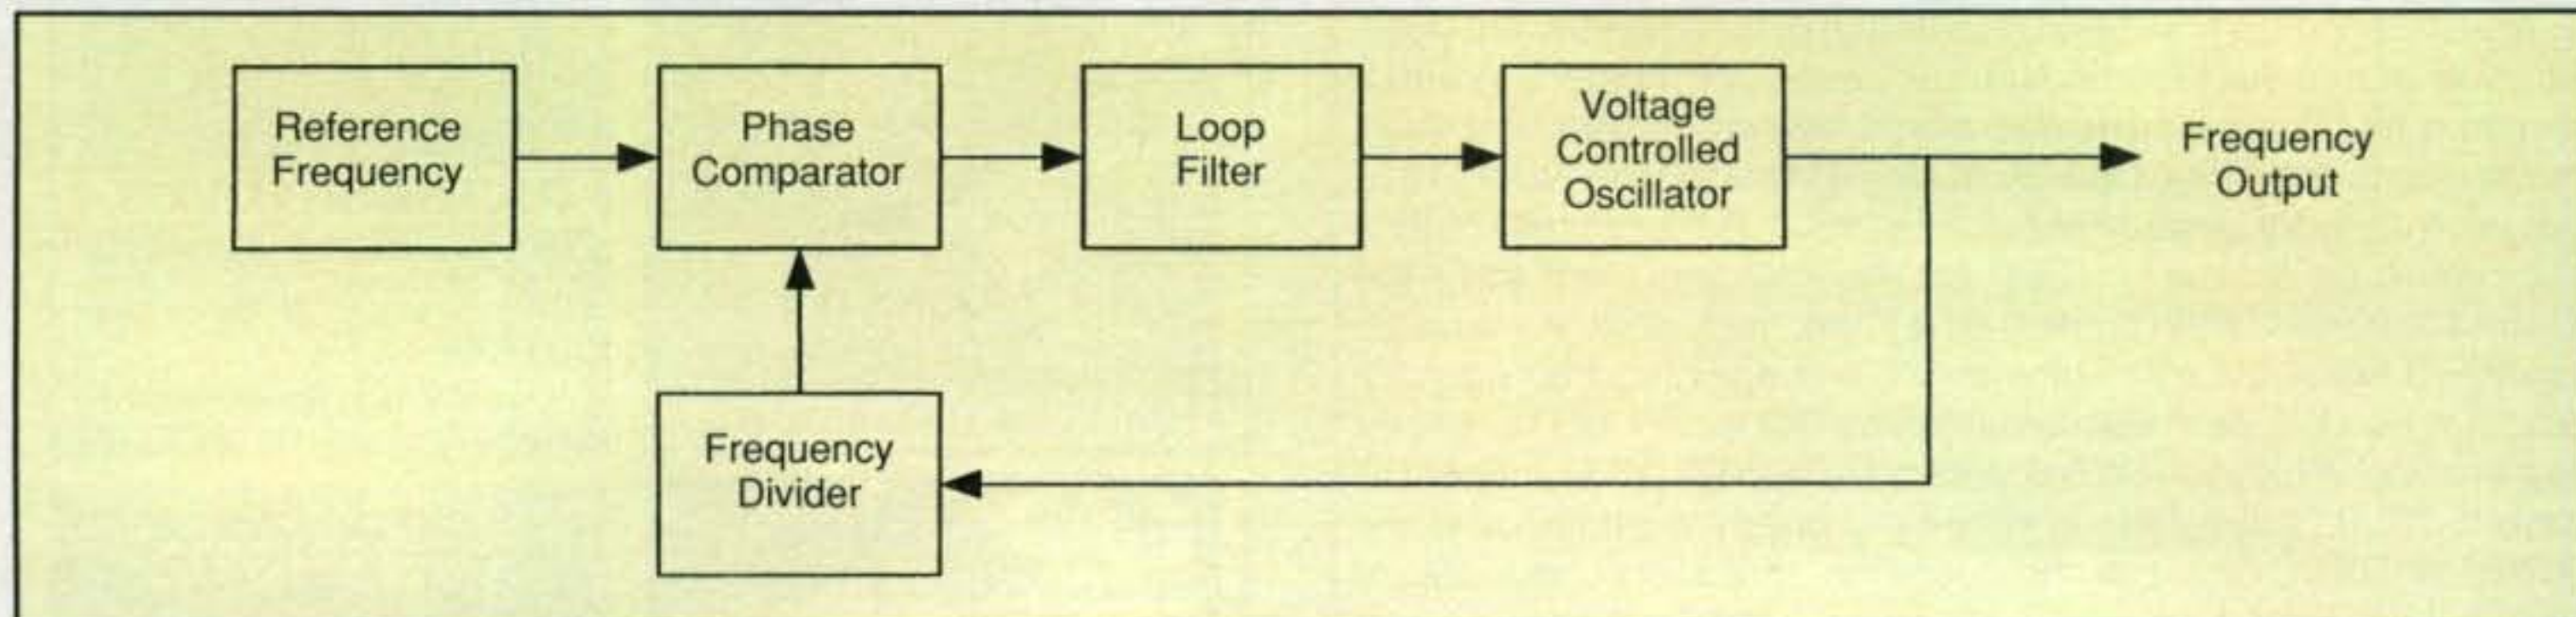 Reference
Frequency
Phase
Comparator
Loop
Filter
Voltage
Controlled
Oscillator
Frequency
Output
Frequency
Divider